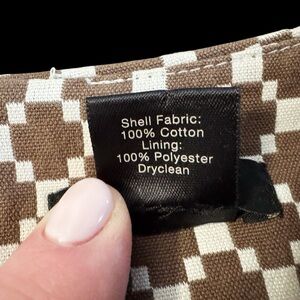 Shell Fabric:
100% Cotton
Lining:
100% Polyester
Dryclean